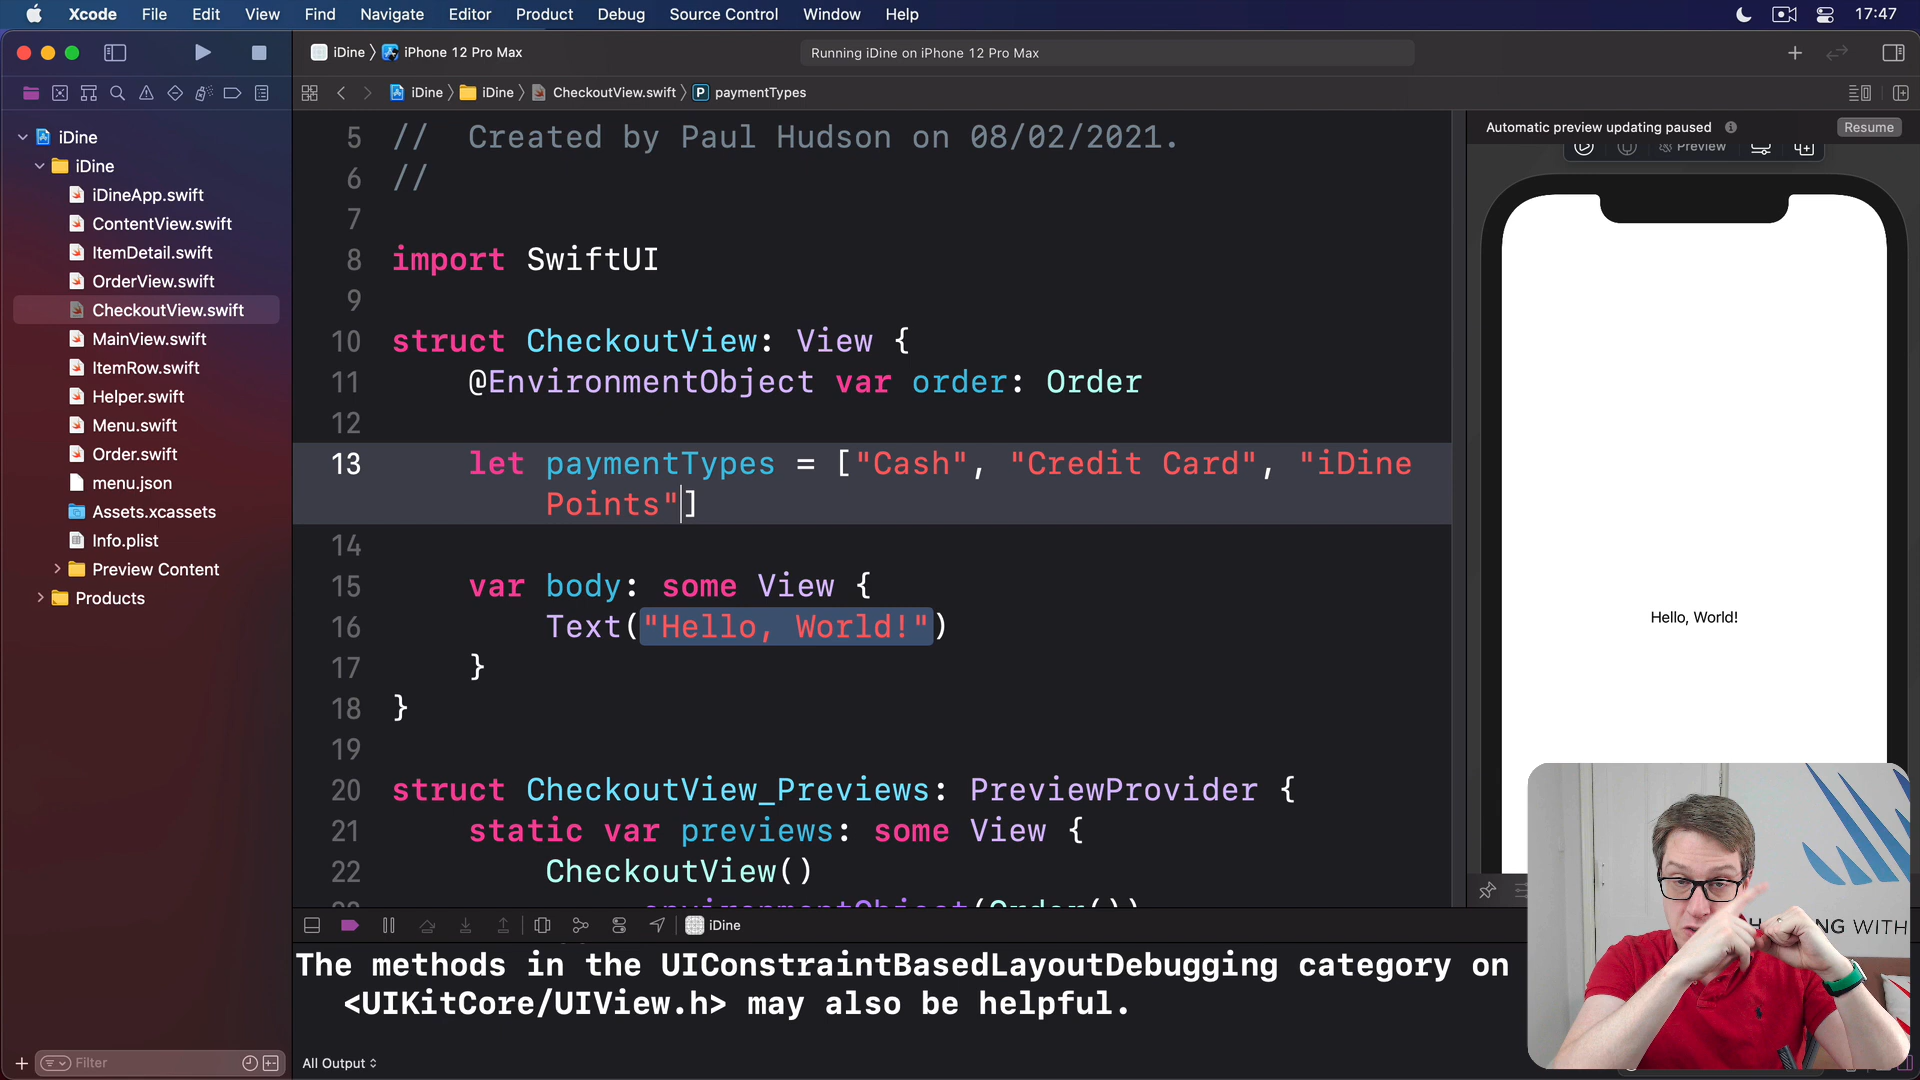 Xcode File Edit View Find Navigate Editor Product Debug Source Control Window Help 17:47
iDine iPhone 12 Pro Max Running iDine on iPhone 12 Pro Max
iDine iDine CheckoutView.swift P paymentTypes
iDine
iDine
iDineApp.swift
ContentView.swift
ItemDetail.swift
OrderView.swift
CheckoutView.swift
MainView.swift
ItemRow.swift
Helper.swift
Menu.swift
Order.swift
menu.json
Assets.xcassets
Info.plist
Preview Content
Products
Filter
5 // Created by Paul Hudson on 08/02/2021.
6 //
7
8 import SwiftUI
9
10 struct CheckoutView: View {
11 @EnvironmentObject var order: Order
12
13 let paymentTypes = ["Cash", "Credit Card", "iDine
Points"]
14
15 var body: some View {
16 Text("Hello, World!")
17 }
18 }
19
20 struct CheckoutView_Previews: PreviewProvider {
21 static var previews: some View {
22 CheckoutView()
.environmentObject(Order())
iDine
The methods in the UIConstraintBasedLayoutDebugging category on
<UIKitCore/UIView.h> may also be helpful.
All Output
Automatic preview updating paused Resume
Preview
Hello, World!
NG WITH